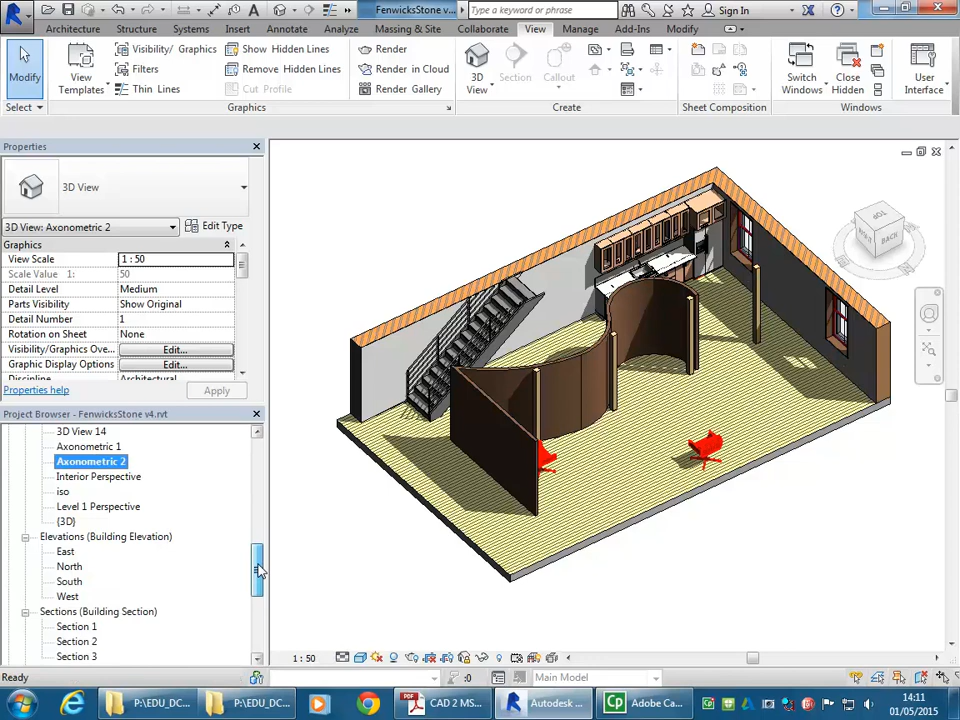 FenwicksStone v...
Type a keyword or phrase
Sign In
Architecture Structure Systems Insert Annotate Analyze Massing & Site Collaborate View Manage Add-Ins Modify
Modify
View Templates
Visibility/ Graphics
Filters
Thin Lines
Show Hidden Lines
Remove Hidden Lines
Cut Profile
Render
Render in Cloud
Render Gallery
3D View
Section
Callout
Switch Windows
Close Hidden
User Interface
Select
Graphics
Create
Sheet Composition
Windows
Properties
3D View
3D View: Axonometric 2
Edit Type
Graphics
View Scale 1 : 50
Scale Value 1: 50
Detail Level Medium
Parts Visibility Show Original
Detail Number 1
Rotation on Sheet None
Visibility/Graphics Ove... Edit...
Graphic Display Options Edit...
Discipline Architectural
Properties help
Apply
Project Browser - FenwicksStone v4.rvt
3D View 14
Axonometric 1
Axonometric 2
Interior Perspective
iso
Level 1 Perspective
{3D}
Elevations (Building Elevation)
East
North
South
West
Sections (Building Section)
Section 1
Section 2
Section 3
TOP
BACK
1 : 50
Ready
:0
Main Model
P:\EDU_DC...
P:\EDU_DC...
CAD 2 MS...
Autodesk ...
Adobe Ca...
14:11
01/05/2015